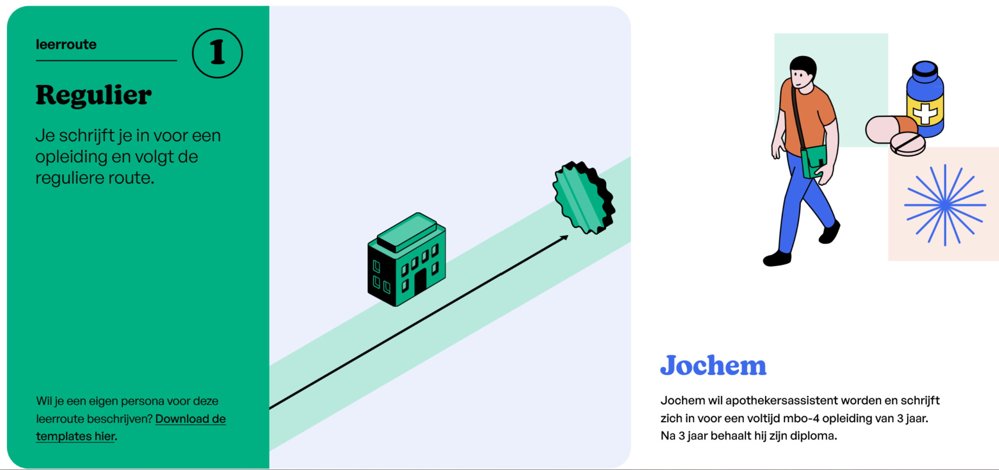 leerroute
1
Regulier
Je schrijft je in voor een
opleiding en volgt de
reguliere route.
Wil je een eigen persona voor deze
leerroute beschrijven? Download de
templates hier.
Jochem
Jochem wil apothekersassistent worden en schrijft
zich in voor een voltijd mbo-4 opleiding van 3 jaar.
Na 3 jaar behaalt hij zijn diploma.